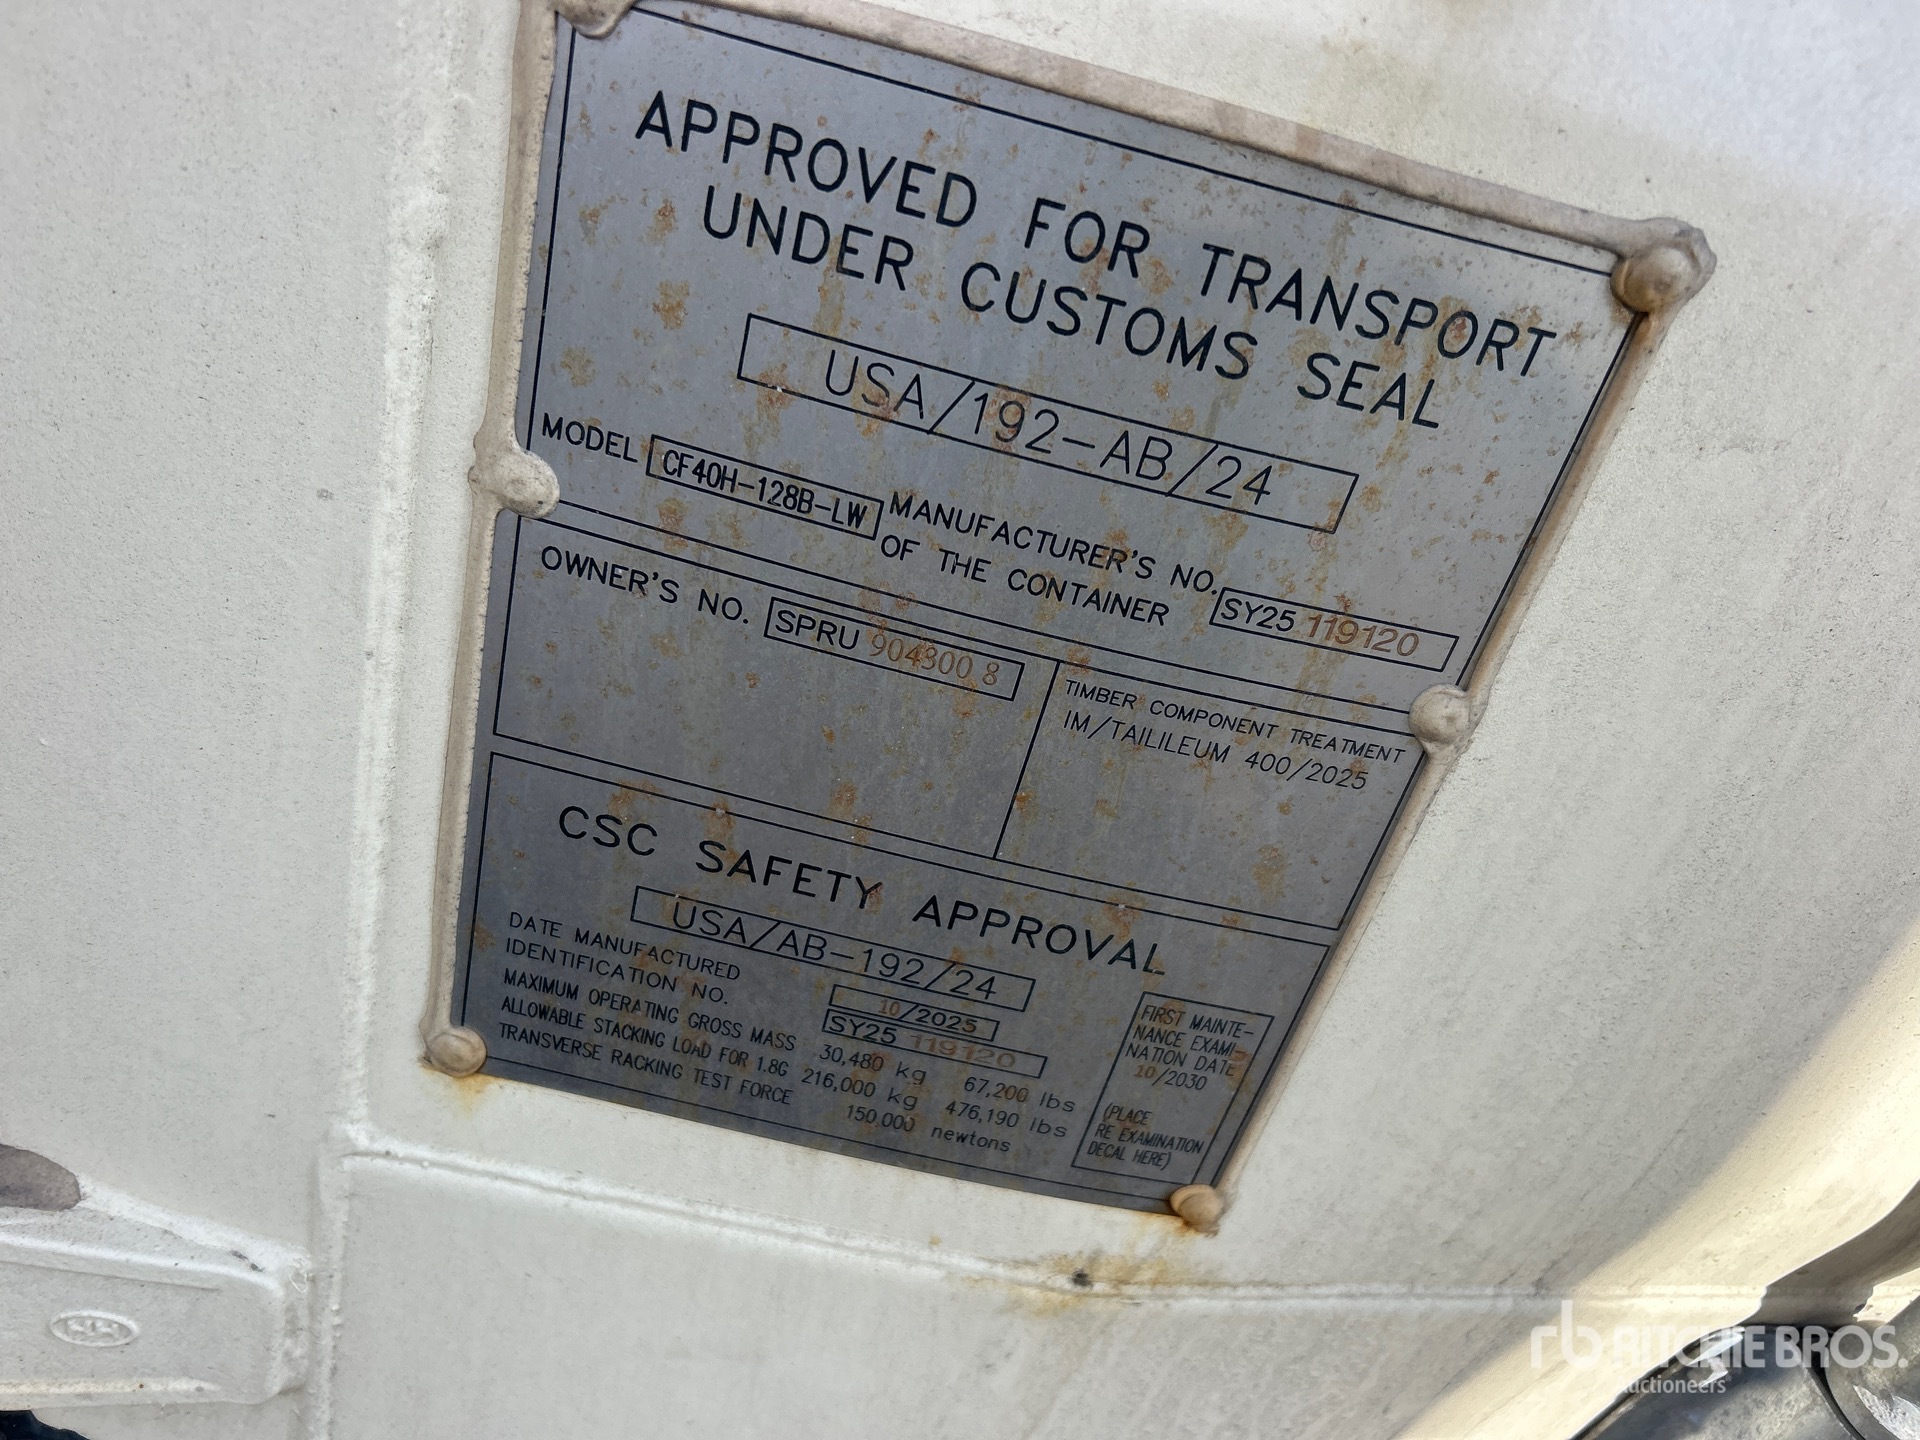 APPROVED FOR TRANSPORT
UNDER CUSTOMS SEAL
USA/192-AB/24
MODEL CF40H-128B-LW MANUFACTURER'S NO.
OF THE CONTAINER SY25 119120
OWNER'S NO. SPRU 904300 8
TIMBER COMPONENT TREATMENT
IM/TAILILEUM 400/2025
CSC SAFETY APPROVAL
USA/AB-192/24
DATE MANUFACTURED 10/2025
IDENTIFICATION NO. SY25 119120
MAXIMUM OPERATING GROSS MASS 30,480 kg 67,200 lbs
ALLOWABLE STACKING LOAD FOR 1.8G 216,000 kg 476,190 lbs
TRANSVERSE RACKING TEST FORCE 150,000 newtons
FIRST MAINTE-
NANCE EXAMI-
NATION DATE
10/2030
(PLACE
RE EXAMINATION
DECAL HERE)
rb RITCHIE BROS.
Auctioneers